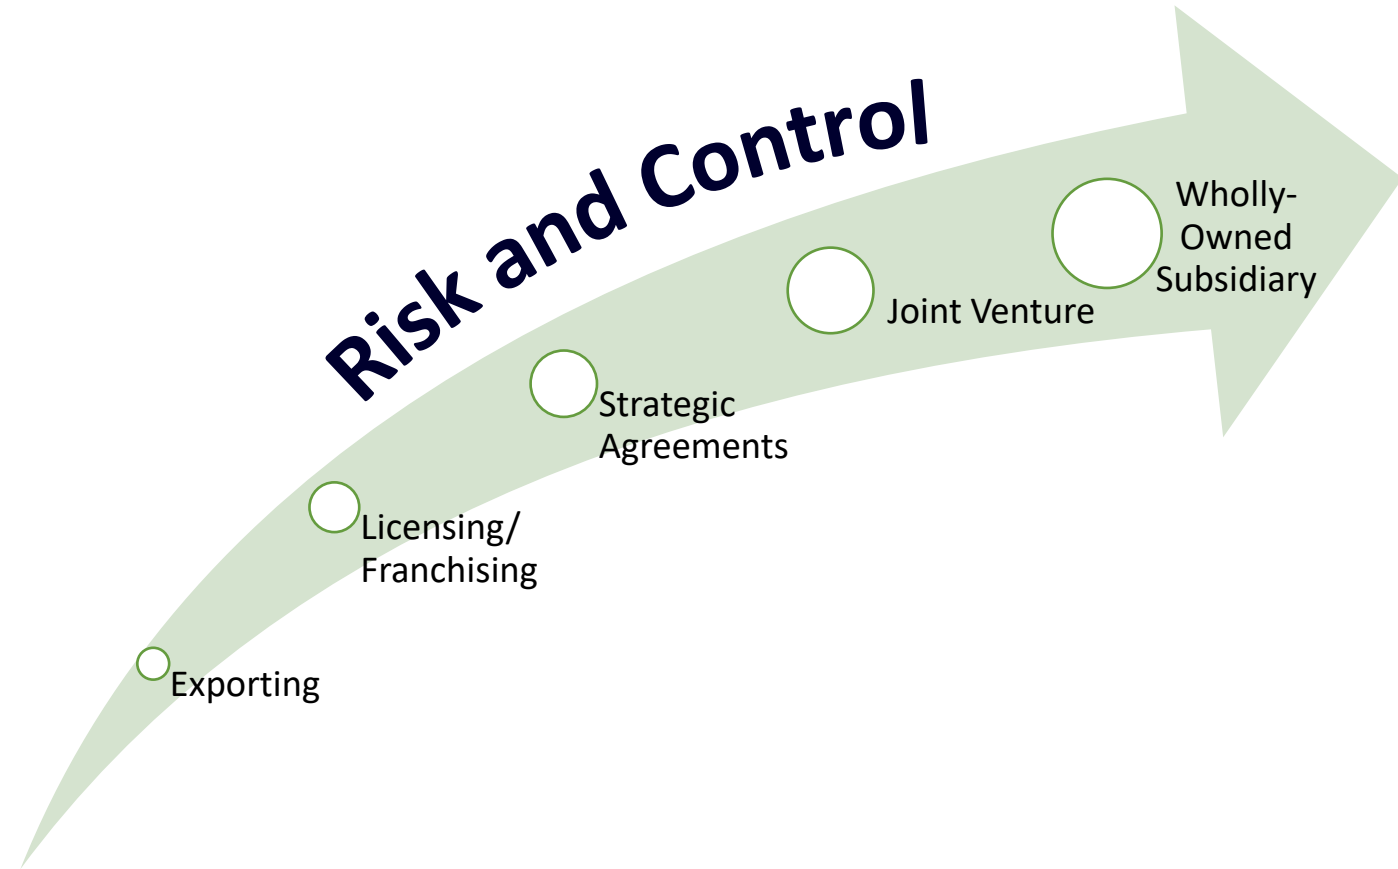 Risk and Control
Wholly-
Owned
Subsidiary
Joint Venture
Strategic
Agreements
Licensing/
Franchising
Exporting